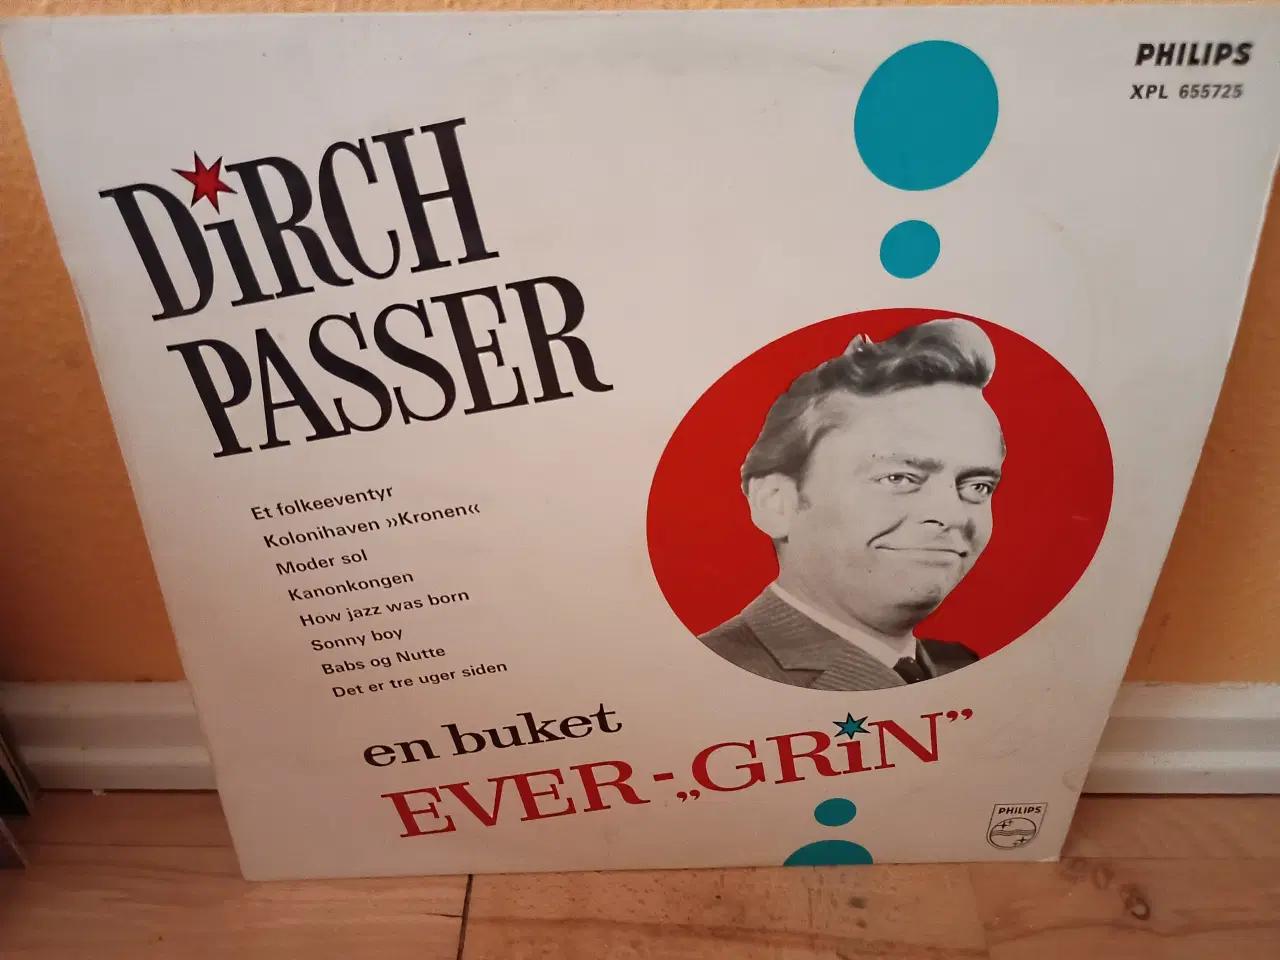 PHILIPS
XPL 655725
DiRCH
PASSER
Et folkeeventyr
Kolonihaven »Kronen«
Moder sol
Kanonkongen
How jazz was born
Sonny boy
Babs og Nutte
Det er tre uger siden
en buket
EVER-„GRiN”
PHILIPS